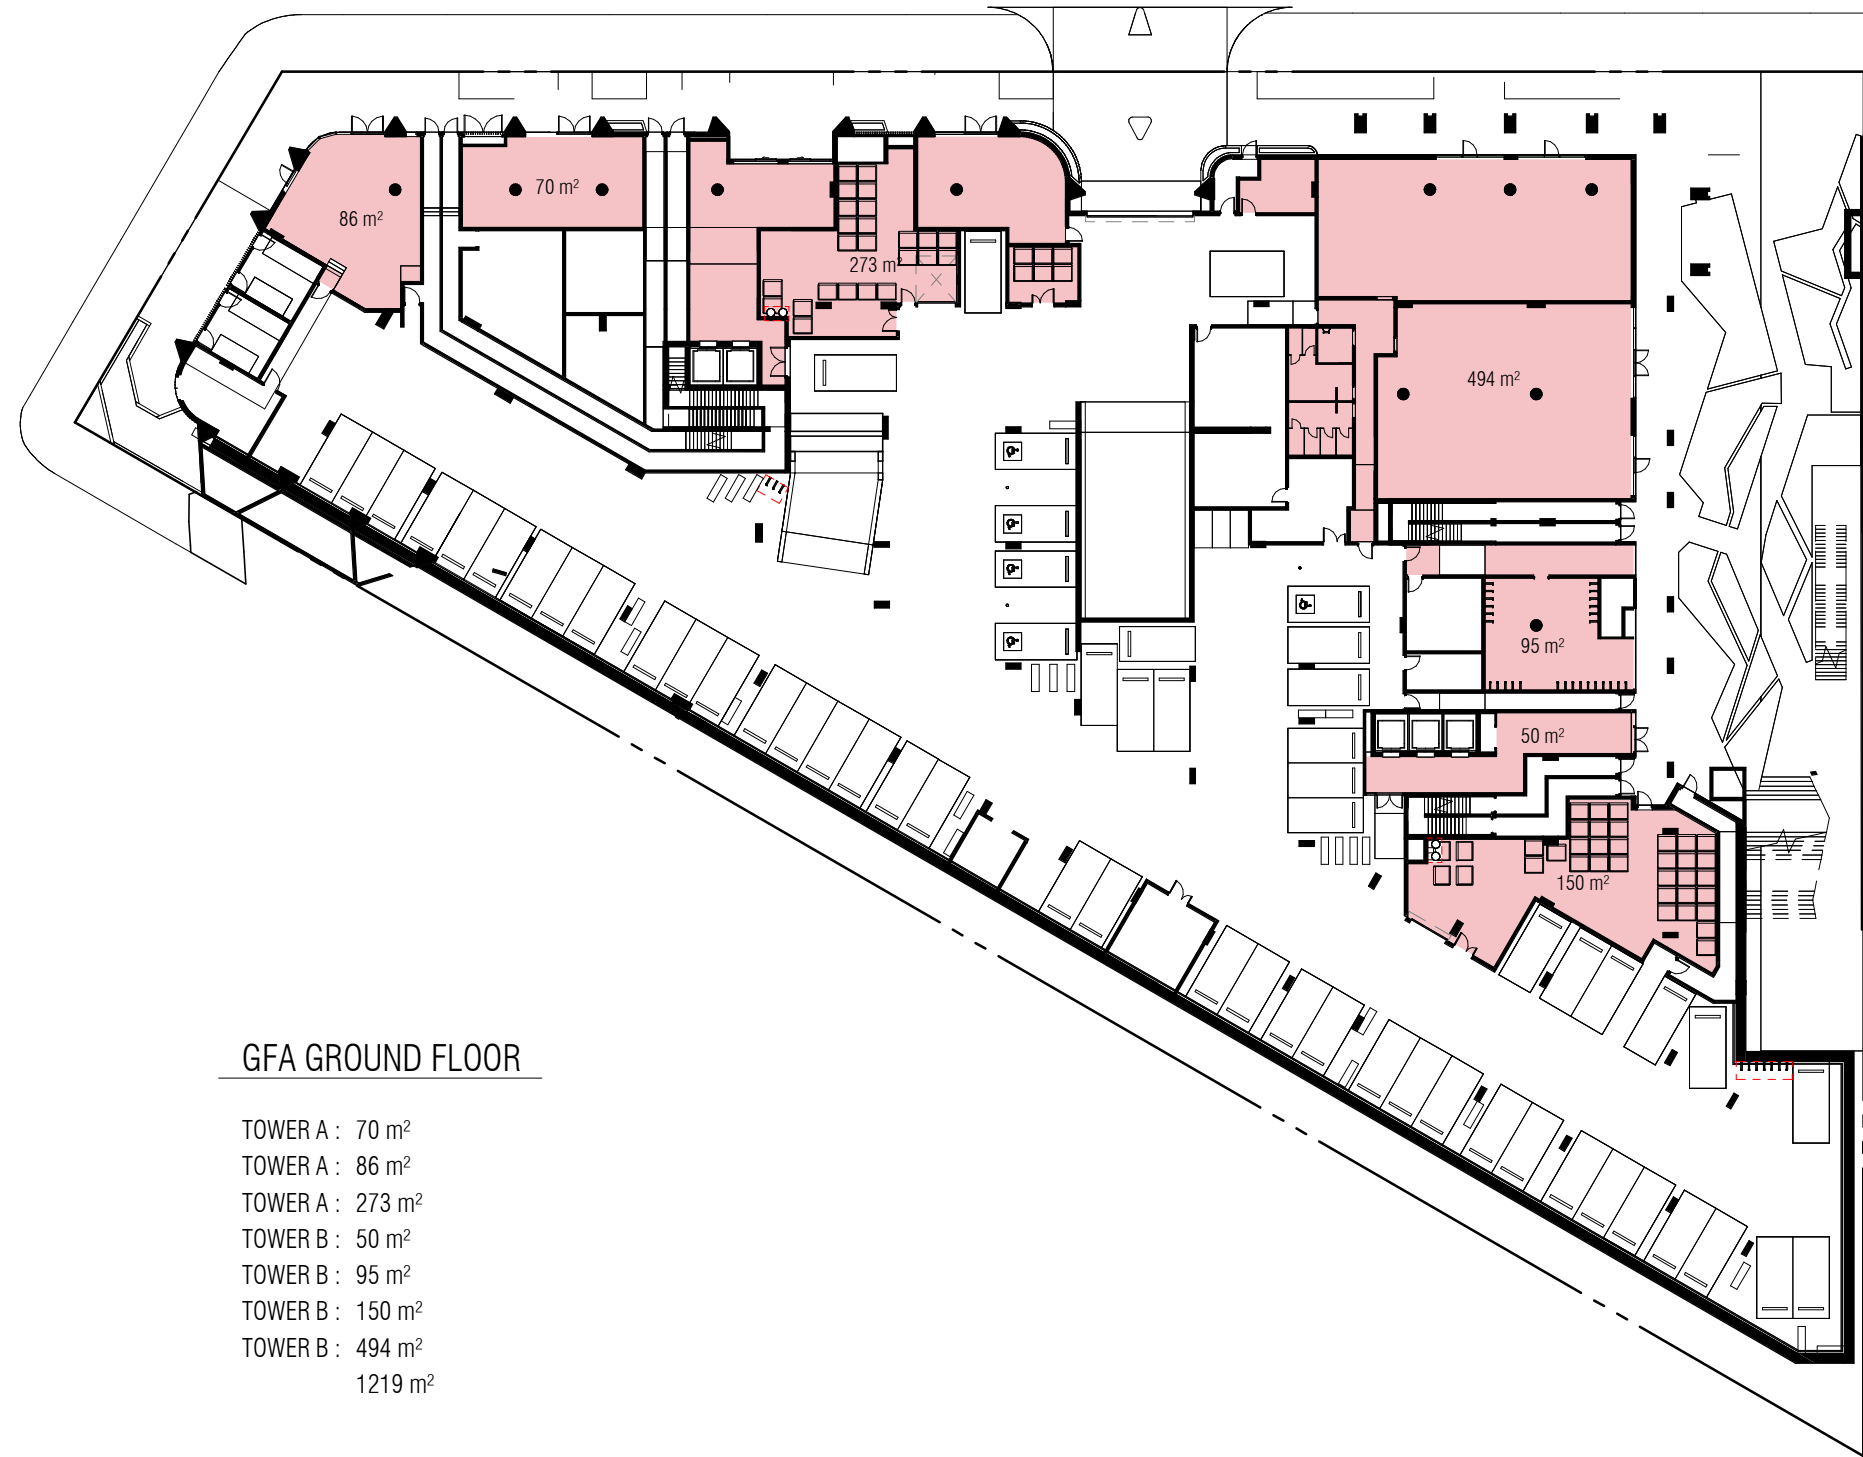 86 m²
70 m²
273 m²
494 m²
95 m²
50 m²
150 m²
GFA GROUND FLOOR
TOWER A : 70 m²
TOWER A : 86 m²
TOWER A : 273 m²
TOWER B : 50 m²
TOWER B : 95 m²
TOWER B : 150 m²
TOWER B : 494 m²
1219 m²